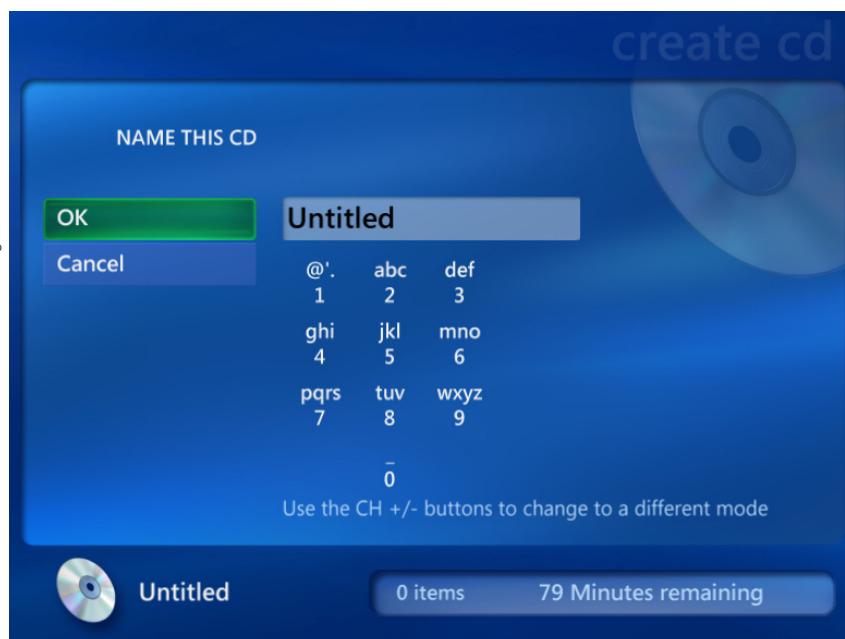 create cd
NAME THIS CD
OK
Untitled
Cancel
@'. abc def
1 2 3
ghi jkl mno
4 5 6
pqrs tuv wxyz
7 8 9
_
0
Use the CH +/- buttons to change to a different mode
Untitled 0 items 79 Minutes remaining